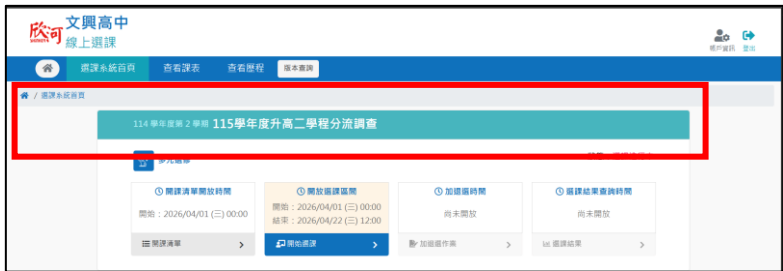 欣可 文興高中
線上選課
帳戶資訊 登出
選課系統首頁 查看課表 查看歷程 版本查詢
/ 選課系統首頁
114 學年度第 2 學期 115學年度升高二學程分流調查
多元選單
開課清單開放時間 開放選課區間 加退選時間 選課結果查詢時間
開始：2026/04/01 (三) 00:00
開始：2026/04/01 (三) 00:00
結束：2026/04/22 (三) 12:00
尚未開放 尚未開放
開課清單 開始選課 加退選作業 選課結果